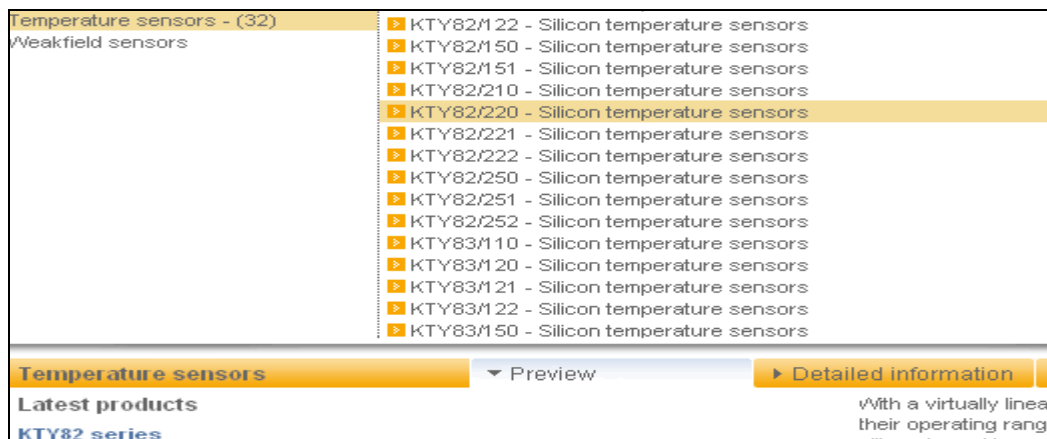 Temperature sensors - (32)
Weakfield sensors
KTY82/122 - Silicon temperature sensors
KTY82/150 - Silicon temperature sensors
KTY82/151 - Silicon temperature sensors
KTY82/210 - Silicon temperature sensors
KTY82/220 - Silicon temperature sensors
KTY82/221 - Silicon temperature sensors
KTY82/222 - Silicon temperature sensors
KTY82/250 - Silicon temperature sensors
KTY82/251 - Silicon temperature sensors
KTY82/252 - Silicon temperature sensors
KTY83/110 - Silicon temperature sensors
KTY83/120 - Silicon temperature sensors
KTY83/121 - Silicon temperature sensors
KTY83/122 - Silicon temperature sensors
KTY83/150 - Silicon temperature sensors
Temperature sensors
Preview
Detailed information
Latest products
KTY82 series
With a virtually linea
their operating rang